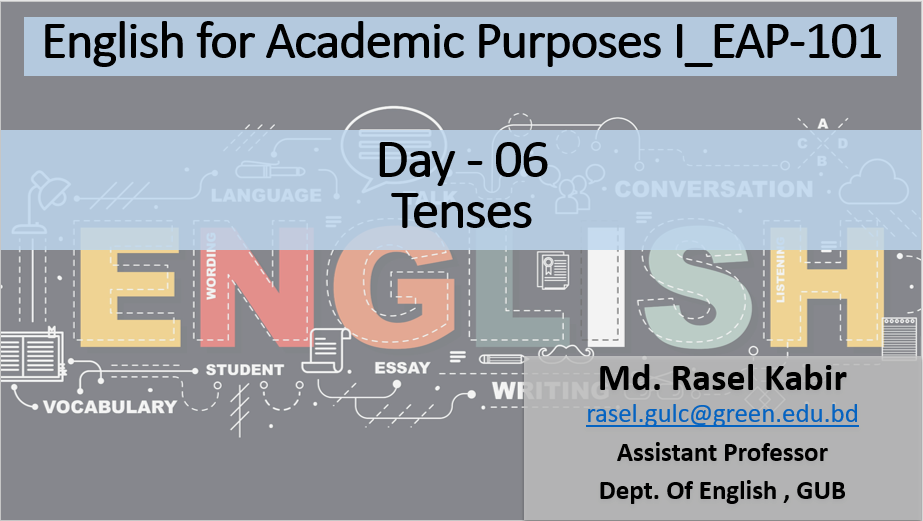 English for Academic Purposes I_EAP-101
A
C D
B
Day - 06
LANGUAGE
TALK
CONVERSATION
Tenses
ENGLISH
WORDING
LISTENING
STUDENT
ESSAY
WRITING
VOCABULARY
Md. Rasel Kabir
rasel.gulc@green.edu.bd
Assistant Professor
Dept. Of English , GUB